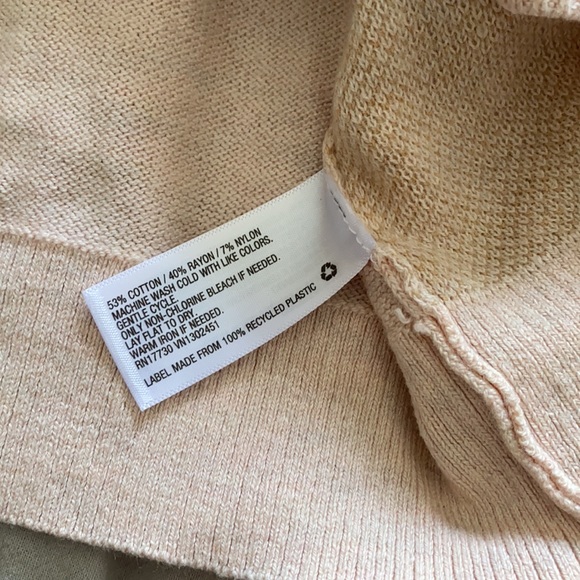 53% COTTON / 40% RAYON / 7% NYLON
MACHINE WASH COLD WITH LIKE COLORS.
GENTLE CYCLE.
ONLY NON-CHLORINE BLEACH IF NEEDED.
LAY FLAT TO DRY.
WARM IRON IF NEEDED.
RN17730 VN1302451
LABEL MADE FROM 100% RECYCLED PLASTIC